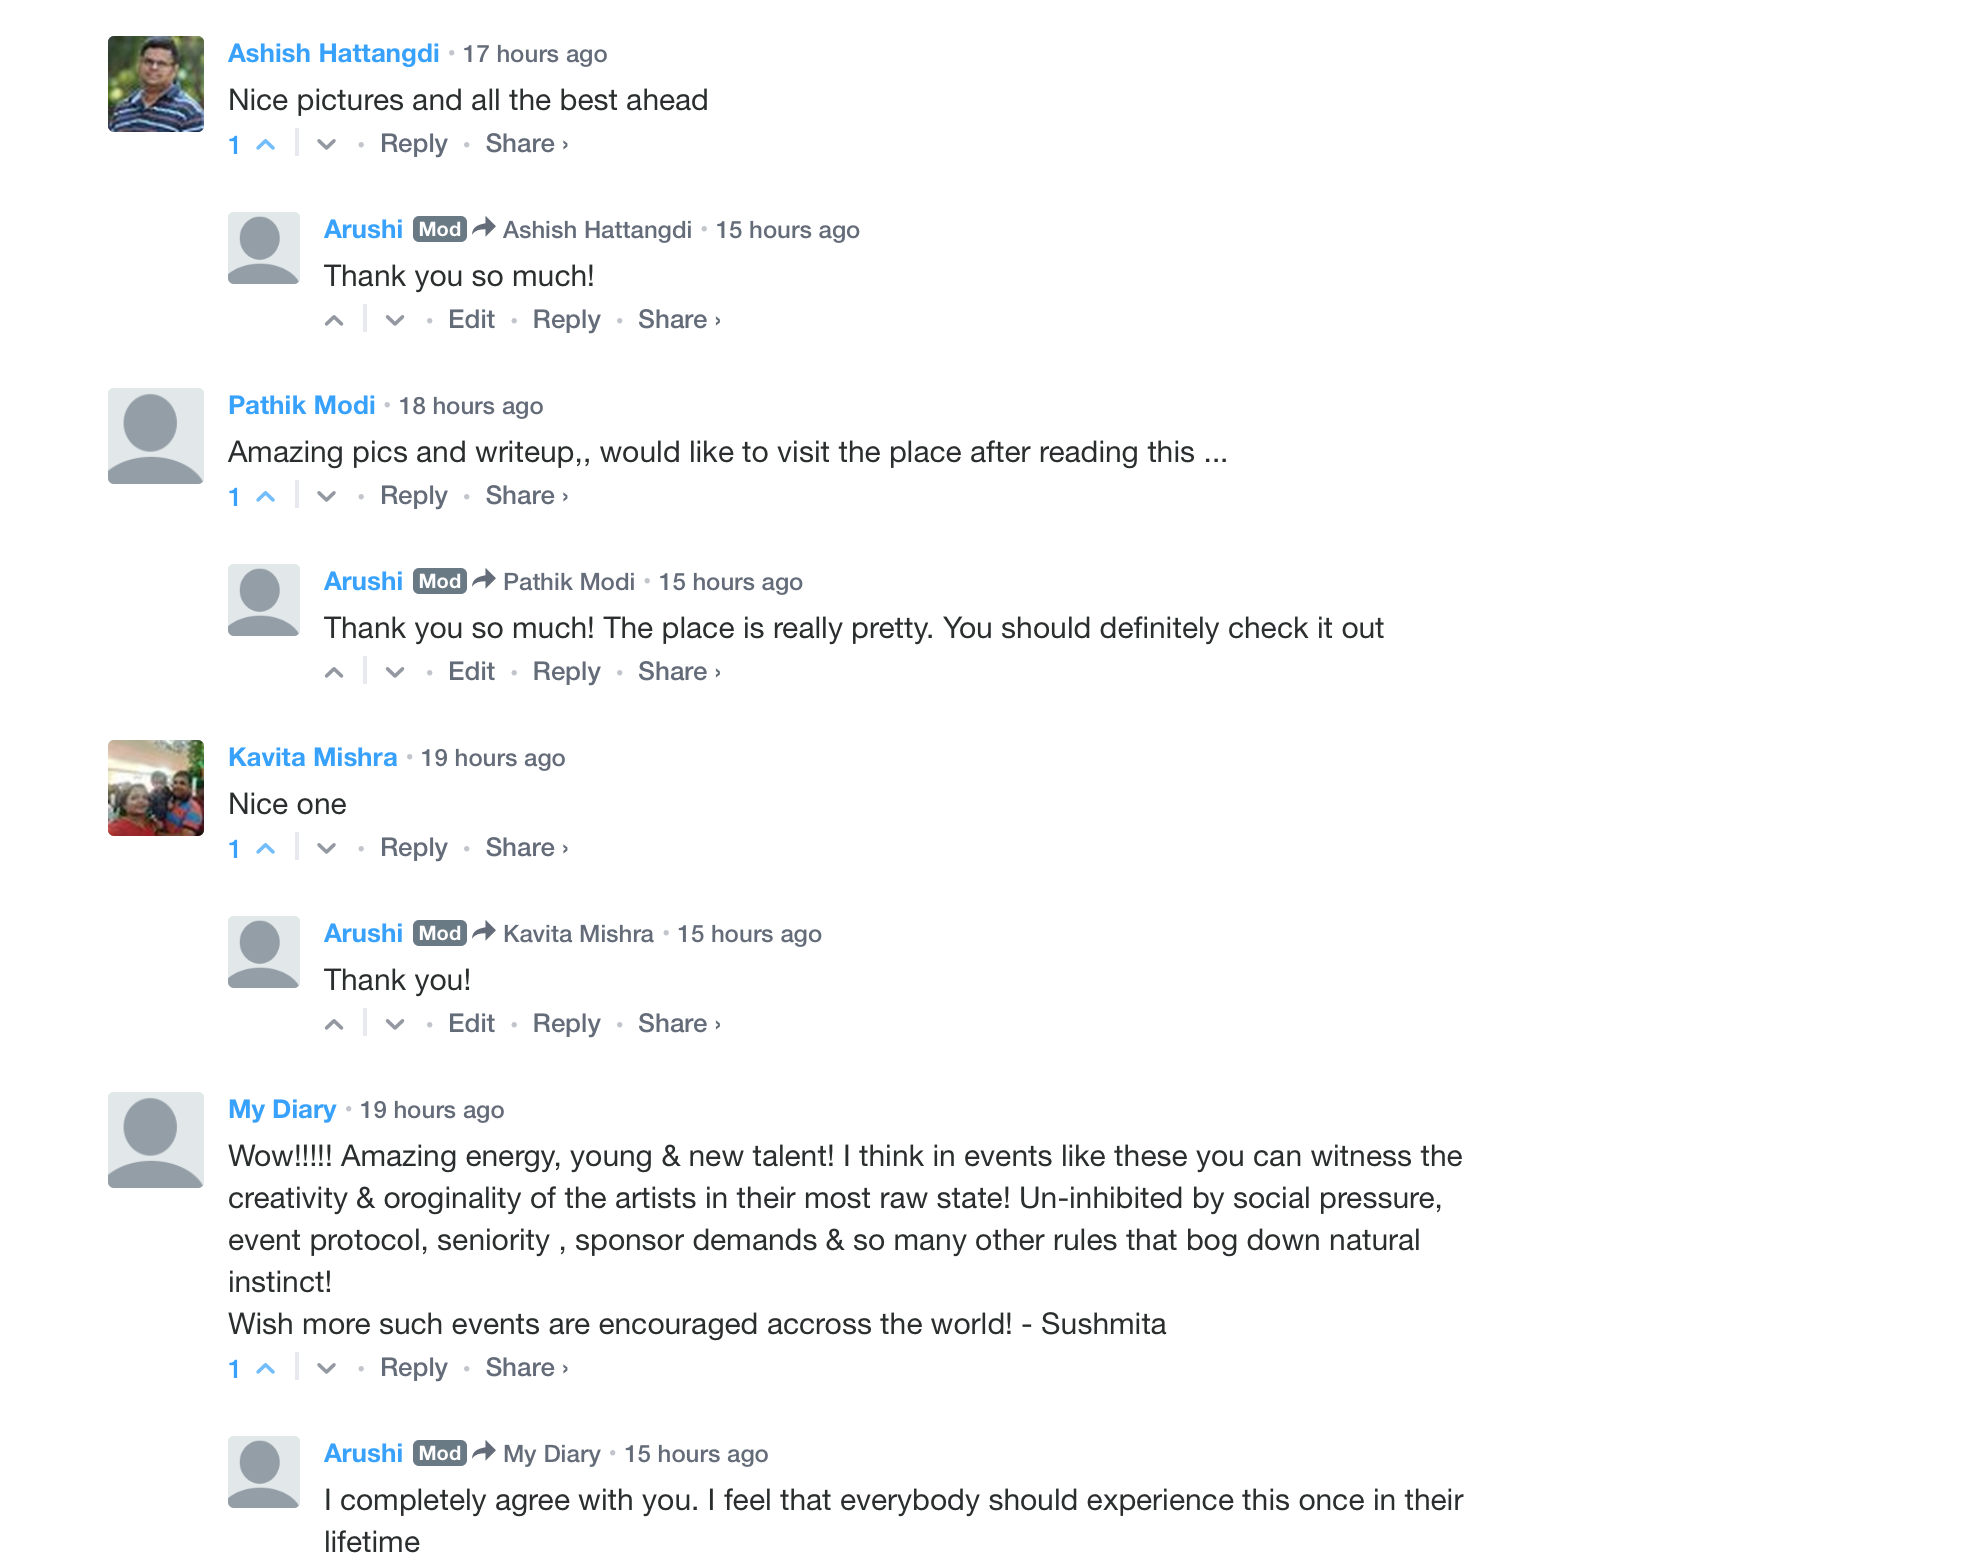 Ashish Hattangdi • 17 hours ago
Nice pictures and all the best ahead
1 • Reply • Share ›
Arushi Mod Ashish Hattangdi • 15 hours ago
Thank you so much!
• Edit • Reply • Share ›
Pathik Modi • 18 hours ago
Amazing pics and writeup,, would like to visit the place after reading this ...
1 • Reply • Share ›
Arushi Mod Pathik Modi • 15 hours ago
Thank you so much! The place is really pretty. You should definitely check it out
• Edit • Reply • Share ›
Kavita Mishra • 19 hours ago
Nice one
1 • Reply • Share ›
Arushi Mod Kavita Mishra • 15 hours ago
Thank you!
• Edit • Reply • Share ›
My Diary • 19 hours ago
Wow!!!!! Amazing energy, young & new talent! I think in events like these you can witness the
creativity & oroginality of the artists in their most raw state! Un-inhibited by social pressure,
event protocol, seniority , sponsor demands & so many other rules that bog down natural
instinct!
Wish more such events are encouraged accross the world! - Sushmita
1 • Reply • Share ›
Arushi Mod My Diary • 15 hours ago
I completely agree with you. I feel that everybody should experience this once in their
lifetime